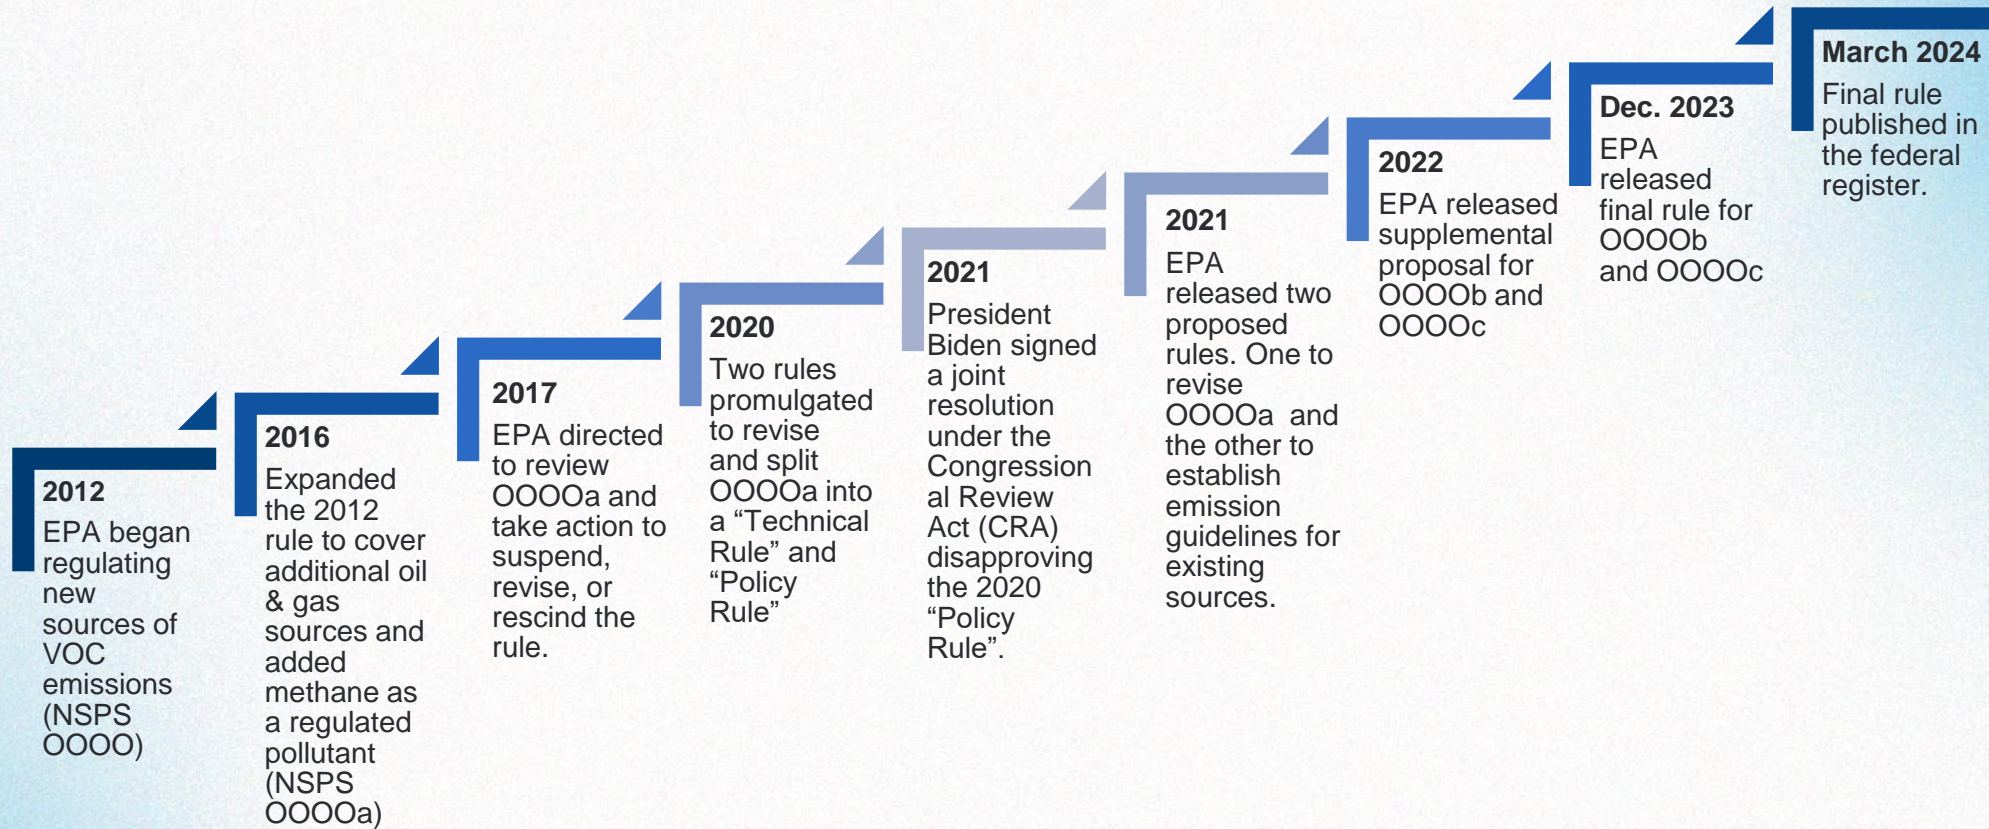 2012
EPA began
regulating
new
sources of
VOC
emissions
(NSPS
OOOO)
2016
Expanded
the 2012
rule to cover
additional oil
& gas
sources and
added
methane as
a regulated
pollutant
(NSPS
OOOOa)
2017
EPA directed
to review
OOOOa and
take action to
suspend,
revise, or
rescind the
rule.
2020
Two rules
promulgated
to revise
and split
OOOOa into
a “Technical
Rule” and
“Policy
Rule”
2021
President
Biden signed
a joint
resolution
under the
Congression
al Review
Act (CRA)
disapproving
the 2020
“Policy
Rule”.
2021
EPA
released two
proposed
rules. One to
revise
OOOOa and
the other to
establish
emission
guidelines for
existing
sources.
2022
EPA released
supplemental
proposal for
OOOOb and
OOOOc
Dec. 2023
EPA
released
final rule for
OOOOb
and OOOOc
March 2024
Final rule
published in
the federal
register.